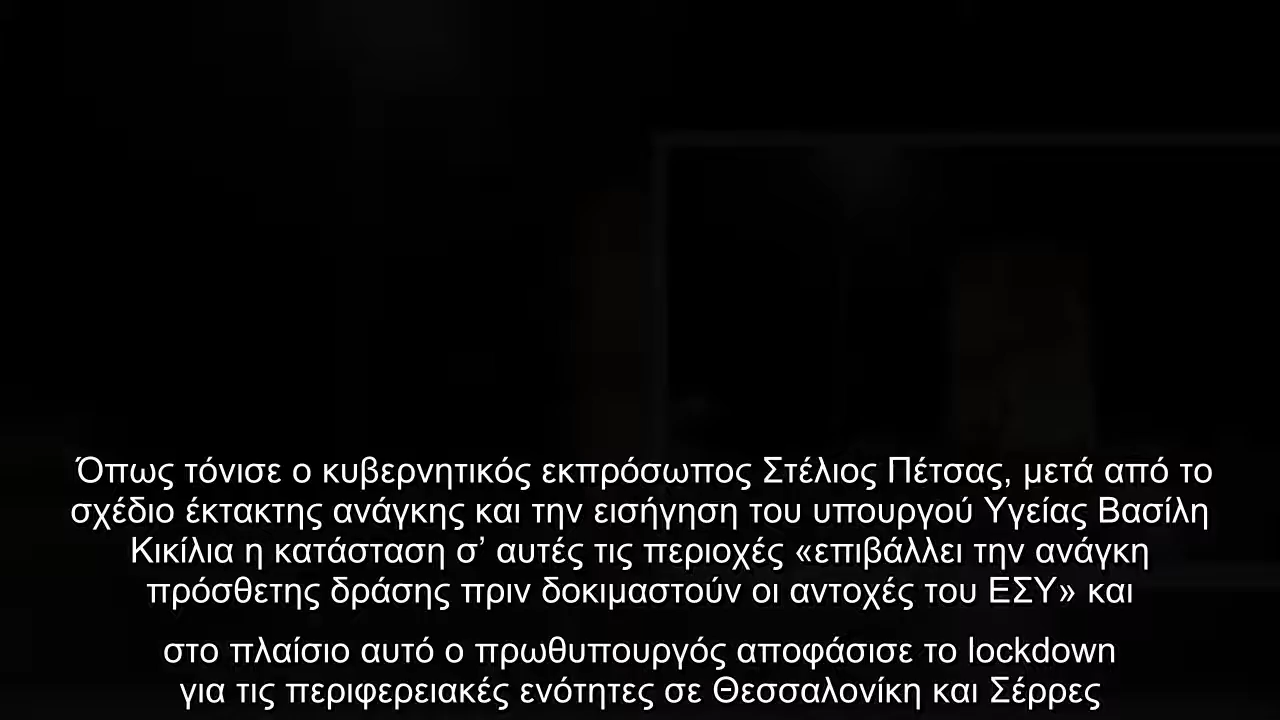 Όπως τόνισε ο κυβερνητικός εκπρόσωπος Στέλιος Πέτσας, μετά από το
σχέδιο έκτακτης ανάγκης και την εισήγηση του υπουργού Υγείας Βασίλη
Κικίλια η κατάσταση σ’ αυτές τις περιοχές «επιβάλλει την ανάγκη
πρόσθετης δράσης πριν δοκιμαστούν οι αντοχές του ΕΣΥ» και
στο πλαίσιο αυτό ο πρωθυπουργός αποφάσισε το lockdown
για τις περιφερειακές ενότητες σε Θεσσαλονίκη και Σέρρες